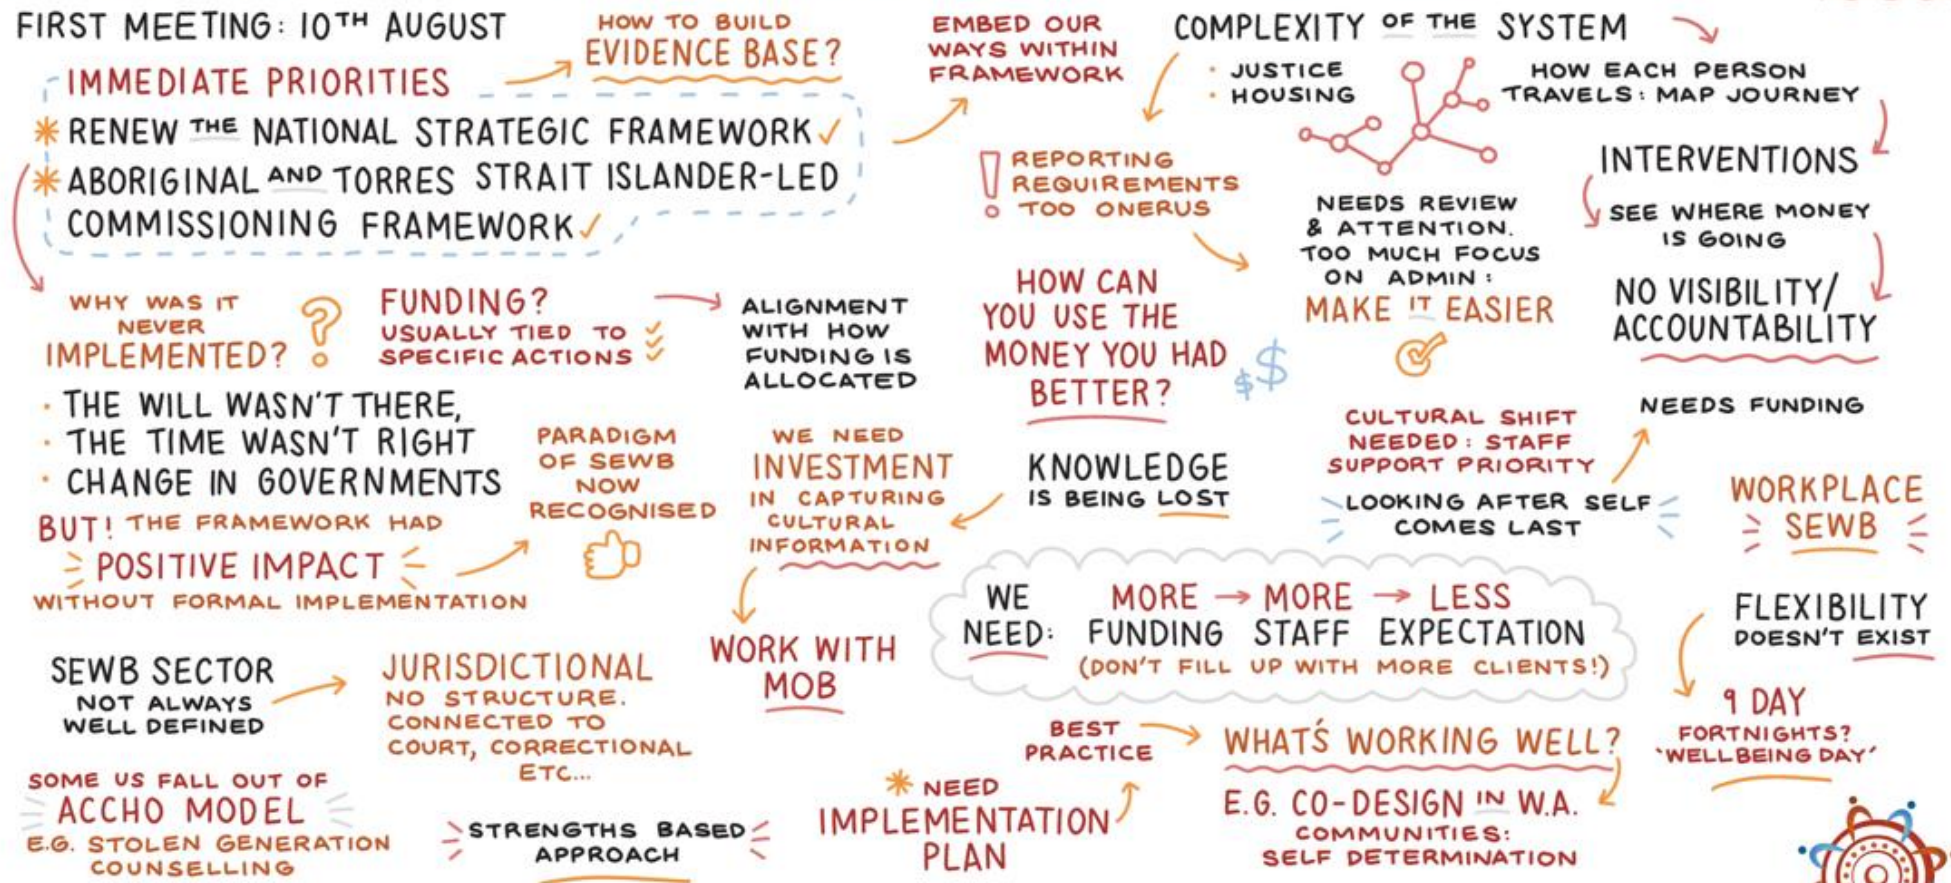 FIRST MEETING: 10TH AUGUST
IMMEDIATE PRIORITIES
RENEW THE NATIONAL STRATEGIC FRAMEWORK
ABORIGINAL AND TORRES STRAIT ISLANDER-LED
COMMISSIONING FRAMEWORK
HOW TO BUILD
EVIDENCE BASE?
EMBED OUR
WAYS WITHIN
FRAMEWORK
COMPLEXITY OF THE SYSTEM
· JUSTICE
· HOUSING
HOW EACH PERSON
TRAVELS: MAP JOURNEY
INTERVENTIONS
SEE WHERE MONEY
IS GOING
NO VISIBILITY/
ACCOUNTABILITY
! REPORTING
REQUIREMENTS
TOO ONERUS
NEEDS REVIEW
& ATTENTION.
TOO MUCH FOCUS
ON ADMIN:
MAKE IT EASIER
WHY WAS IT
NEVER
IMPLEMENTED?
?
· THE WILL WASN'T THERE,
· THE TIME WASN'T RIGHT
· CHANGE IN GOVERNMENTS
BUT! THE FRAMEWORK HAD
POSITIVE IMPACT
WITHOUT FORMAL IMPLEMENTATION
PARADIGM
OF SEWB
NOW
RECOGNISED
FUNDING?
USUALLY TIED TO
SPECIFIC ACTIONS
ALIGNMENT
WITH HOW
FUNDING IS
ALLOCATED
HOW CAN
YOU USE THE
MONEY YOU HAD
BETTER?
$$
KNOWLEDGE
IS BEING LOST
WE NEED
INVESTMENT
IN CAPTURING
CULTURAL
INFORMATION
WORK WITH
MOB
CULTURAL SHIFT
NEEDED: STAFF
SUPPORT PRIORITY
LOOKING AFTER SELF
COMES LAST
NEEDS FUNDING
WORKPLACE
SEWB
FLEXIBILITY
DOESN'T EXIST
9 DAY
FORTNIGHTS?
'WELLBEING DAY'
WE NEED: MORE FUNDING → MORE STAFF → LESS EXPECTATION
(DON'T FILL UP WITH MORE CLIENTS!)
SEWB SECTOR
NOT ALWAYS
WELL DEFINED
JURISDICTIONAL
NO STRUCTURE.
CONNECTED TO
COURT, CORRECTIONAL
ETC...
SOME US FALL OUT OF
ACCHO MODEL
E.G. STOLEN GENERATION
COUNSELLING
STRENGTHS BASED
APPROACH
NEED
IMPLEMENTATION
PLAN
BEST
PRACTICE
WHAT'S WORKING WELL?
E.G. CO-DESIGN IN W.A.
COMMUNITIES:
SELF DETERMINATION